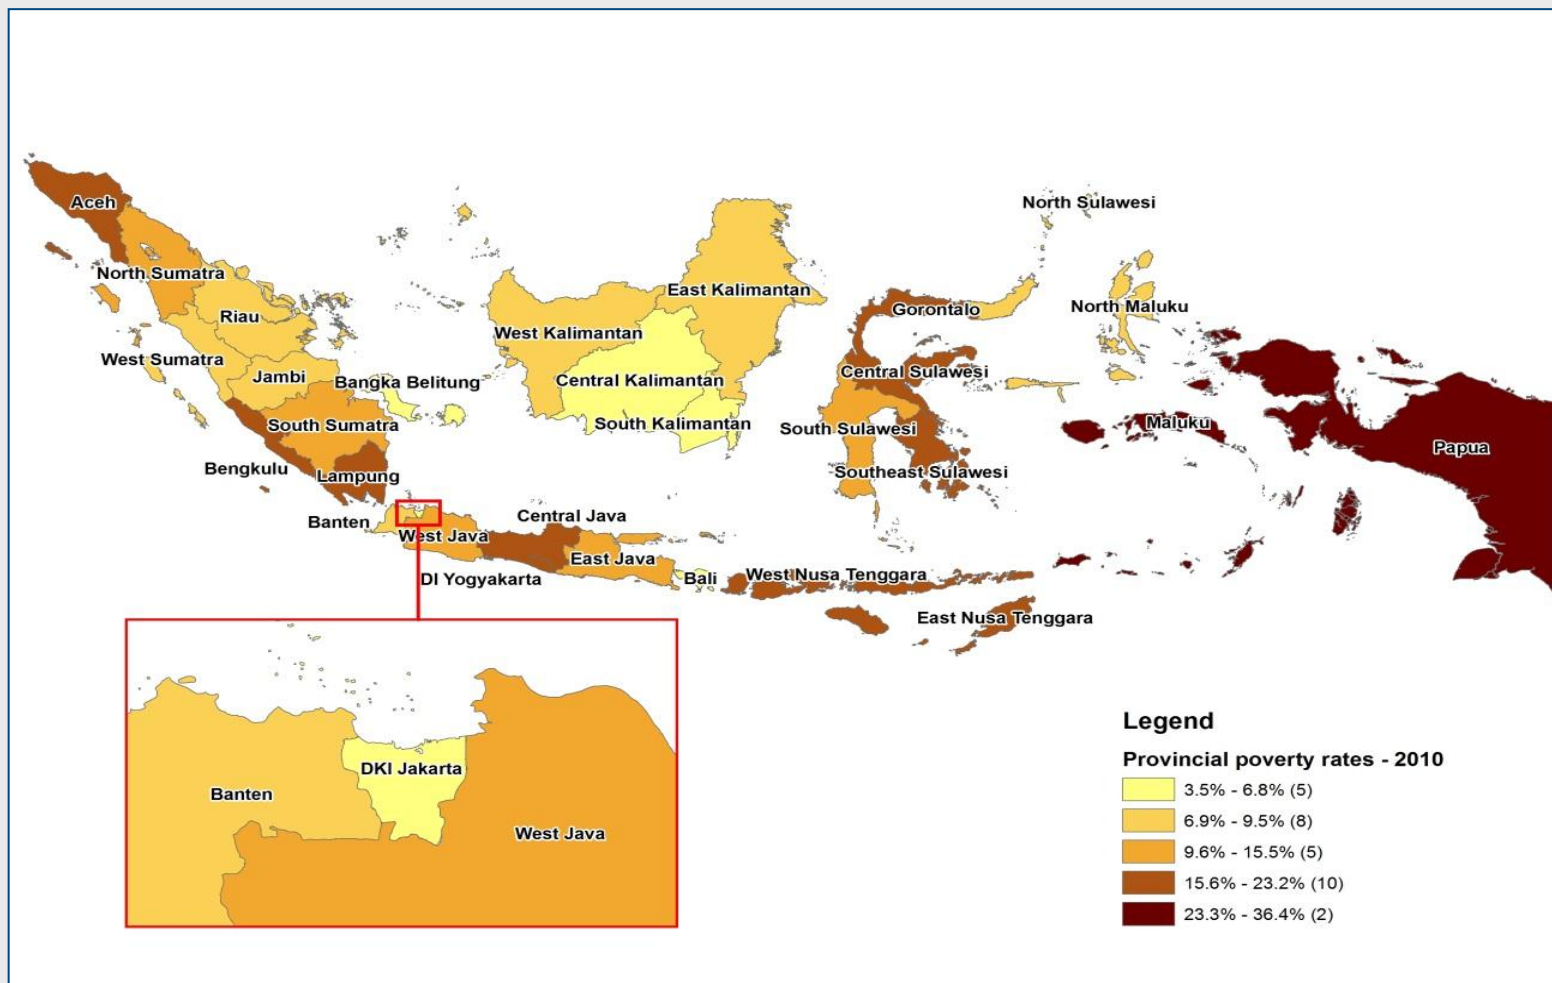 Aceh
North Sumatra
Riau
West Sumatra
Jambi
Bangka Belitung
South Sumatra
Bengkulu
Lampung
Banten
West Java
Central Java
East Java
DI Yogyakarta
Bali
West Nusa Tenggara
East Nusa Tenggara
East Kalimantan
West Kalimantan
Central Kalimantan
South Kalimantan
North Sulawesi
Gorontalo
Central Sulawesi
South Sulawesi
Southeast Sulawesi
North Maluku
Maluku
Papua
DKI Jakarta
Banten
West Java
Legend
Provincial poverty rates - 2010
3.5% - 6.8% (5)
6.9% - 9.5% (8)
9.6% - 15.5% (5)
15.6% - 23.2% (10)
23.3% - 36.4% (2)